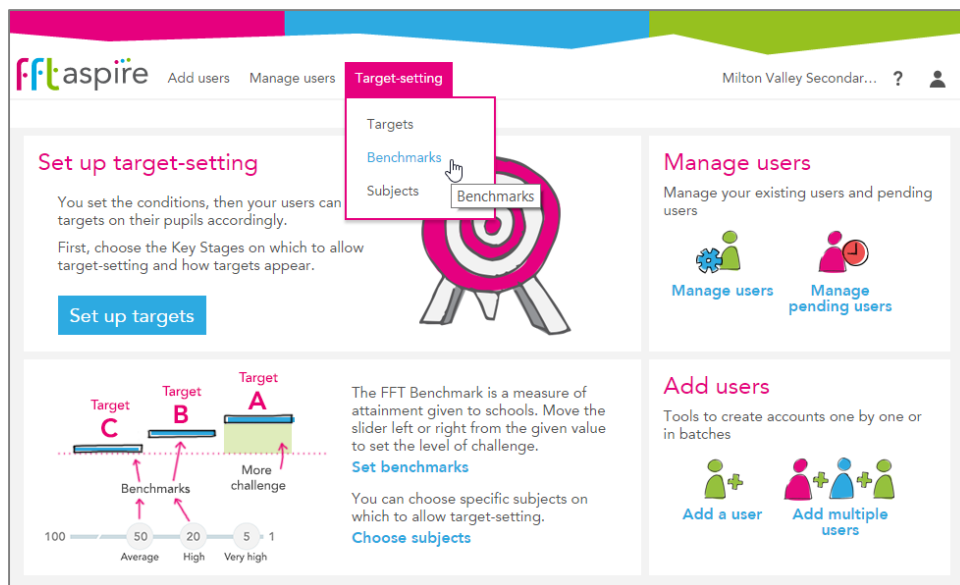 fft aspire Add users Manage users Target-setting Milton Valley Secondar... ?
Targets
Benchmarks
Subjects
Benchmarks
Set up target-setting
You set the conditions, then your users can
targets on their pupils accordingly.
First, choose the Key Stages on which to allow
target-setting and how targets appear.
Set up targets
Manage users
Manage your existing users and pending
users
Manage users
Manage
pending users
Target
C
Target
B
Target
A
More
challenge
Benchmarks
100 50 20 5 1
Average High Very high
The FFT Benchmark is a measure of
attainment given to schools. Move the
slider left or right from the given value
to set the level of challenge.
Set benchmarks
You can choose specific subjects on
which to allow target-setting.
Choose subjects
Add users
Tools to create accounts one by one or
in batches
Add a user
Add multiple
users